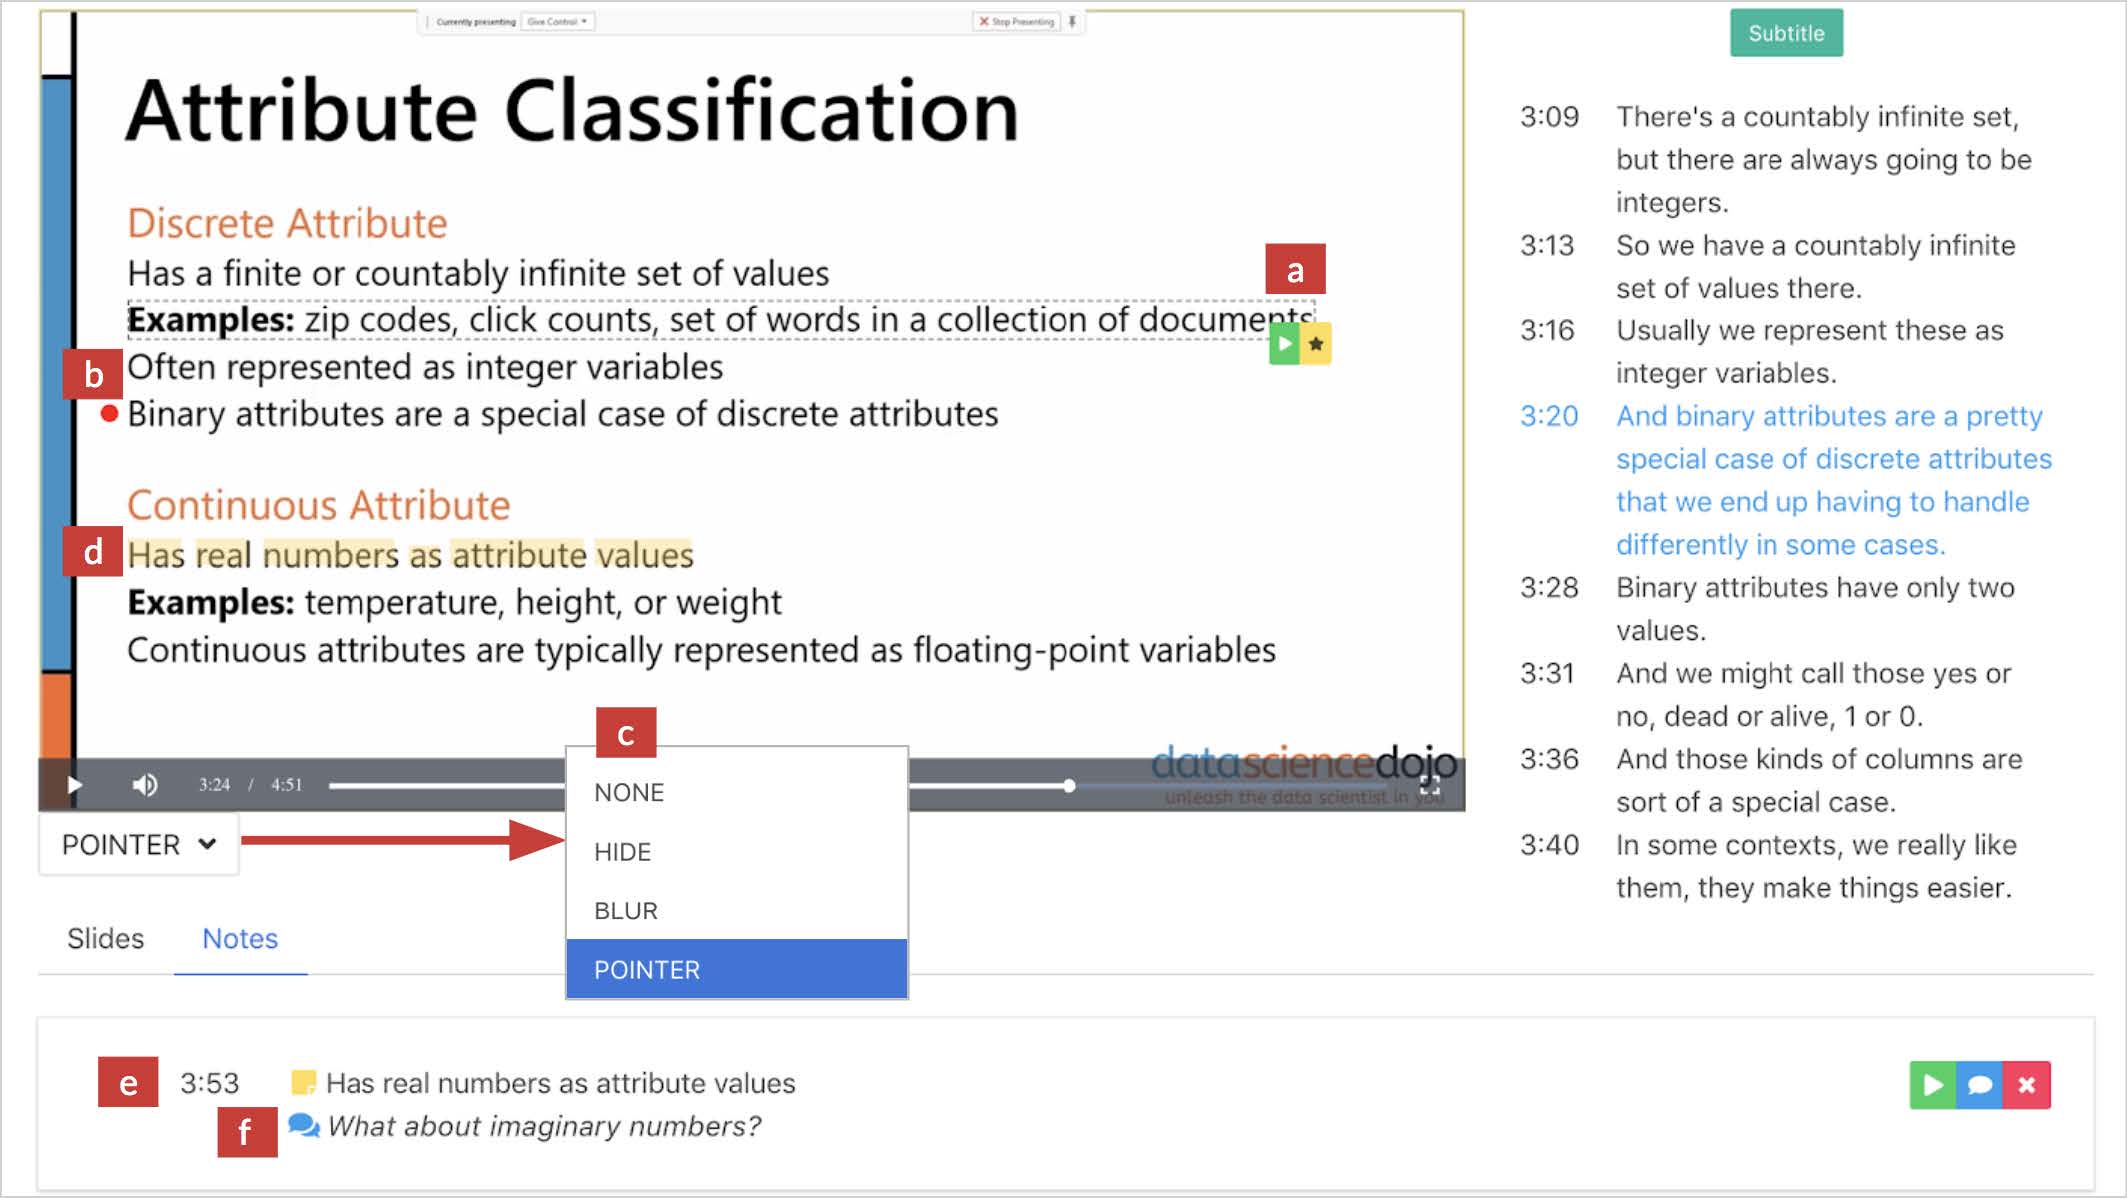 Currently presenting Give Control Stop Presenting
Attribute Classification
Discrete Attribute
Has a finite or countably infinite set of values
a
Examples: zip codes, click counts, set of words in a collection of documents
b
Often represented as integer variables
Binary attributes are a special case of discrete attributes
Continuous Attribute
d
Has real numbers as attribute values
Examples: temperature, height, or weight
Continuous attributes are typically represented as floating-point variables
datasciencedojo
unleash the data scientist in you
3:24 / 4:51
POINTER
c
NONE
HIDE
BLUR
POINTER
Subtitle
3:09 There's a countably infinite set,
but there are always going to be
integers.
3:13 So we have a countably infinite
set of values there.
3:16 Usually we represent these as
integer variables.
3:20 And binary attributes are a pretty
special case of discrete attributes
that we end up having to handle
differently in some cases.
3:28 Binary attributes have only two
values.
3:31 And we might call those yes or
no, dead or alive, 1 or 0.
3:36 And those kinds of columns are
sort of a special case.
3:40 In some contexts, we really like
them, they make things easier.
Slides Notes
e 3:53 Has real numbers as attribute values
f What about imaginary numbers?